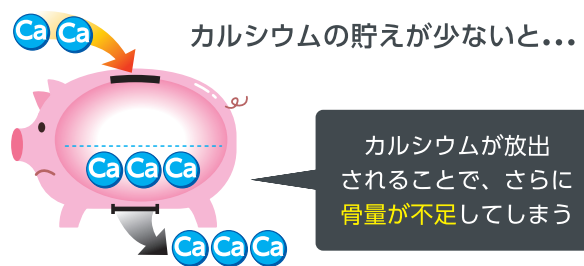 Ca Ca
カルシウムの貯えが少ないと...
Ca Ca Ca
カルシウムが放出
されることで、さらに
骨量が不足してしまう
Ca Ca Ca